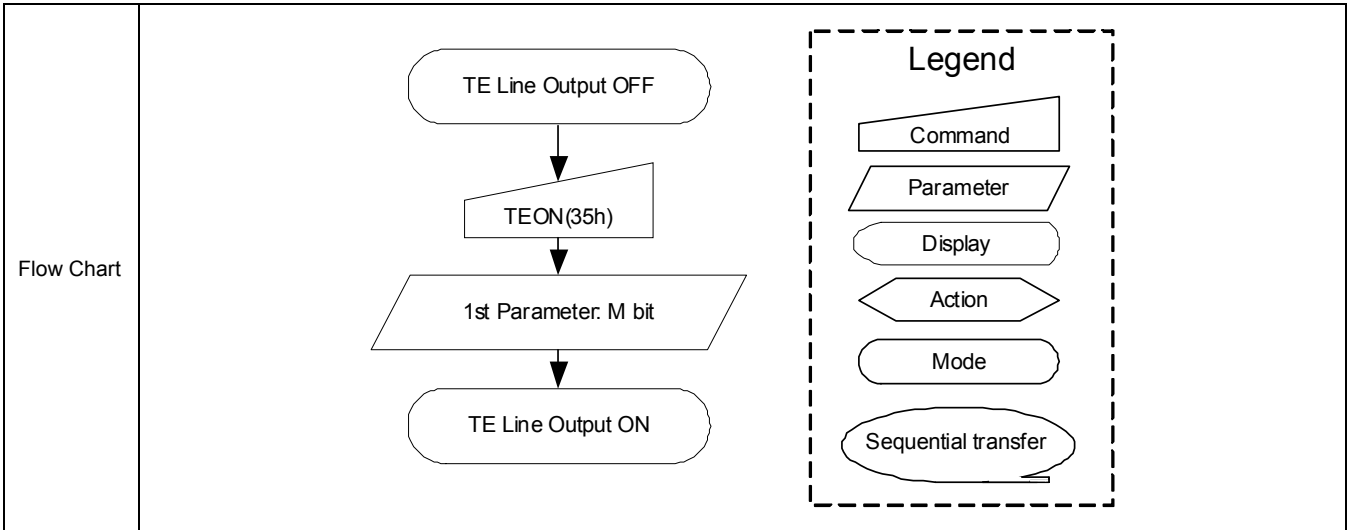 Flow Chart
TE Line Output OFF
TEON(35h)
1st Parameter: M bit
TE Line Output ON
Legend
Command
Parameter
Display
Action
Mode
Sequential transfer